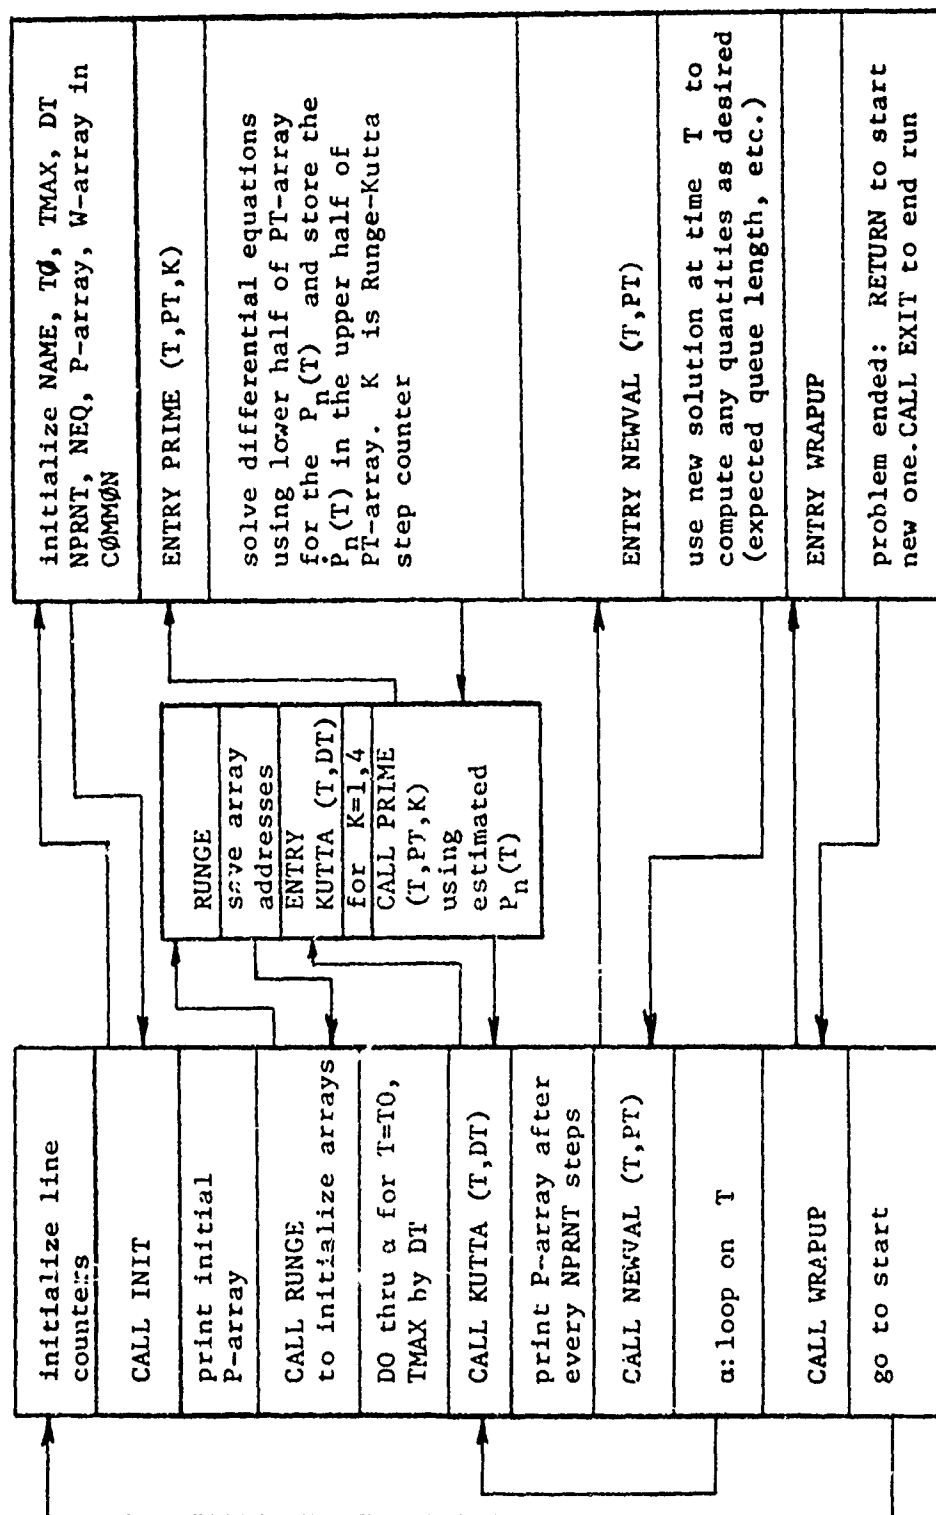 initialize line
counters
CALL INIT
print initial
P-array
CALL RUNGE
to initialize arrays
DO thru α for T=T0,
TMAX by DT
CALL KUTTA (T,DT)
print P-array after
every NPRNT steps
CALL NEWVAL (T,PT)
α: loop on T
CALL WRAPUP
go to start
RUNGE
save array
addresses
ENTRY
KUTTA (T,DT)
for K=1,4
CALL PRIME
(T,PT,K)
using
estimated
Pn(T)
initialize NAME, TØ, TMAX, DT
NPRNT, NEQ, P-array, W-array in
CØMMØN
ENTRY PRIME (T,PT,K)
solve differential equations
using lower half of PT-array
for the Pn(T) and store the
Ṗn(T) in the upper half of
PT-array. K is Runge-Kutta
step counter
ENTRY NEWVAL (T,PT)
use new solution at time T to
compute any quantities as desired
(expected queue length, etc.)
ENTRY WRAPUP
problem ended: RETURN to start
new one.CALL EXIT to end run